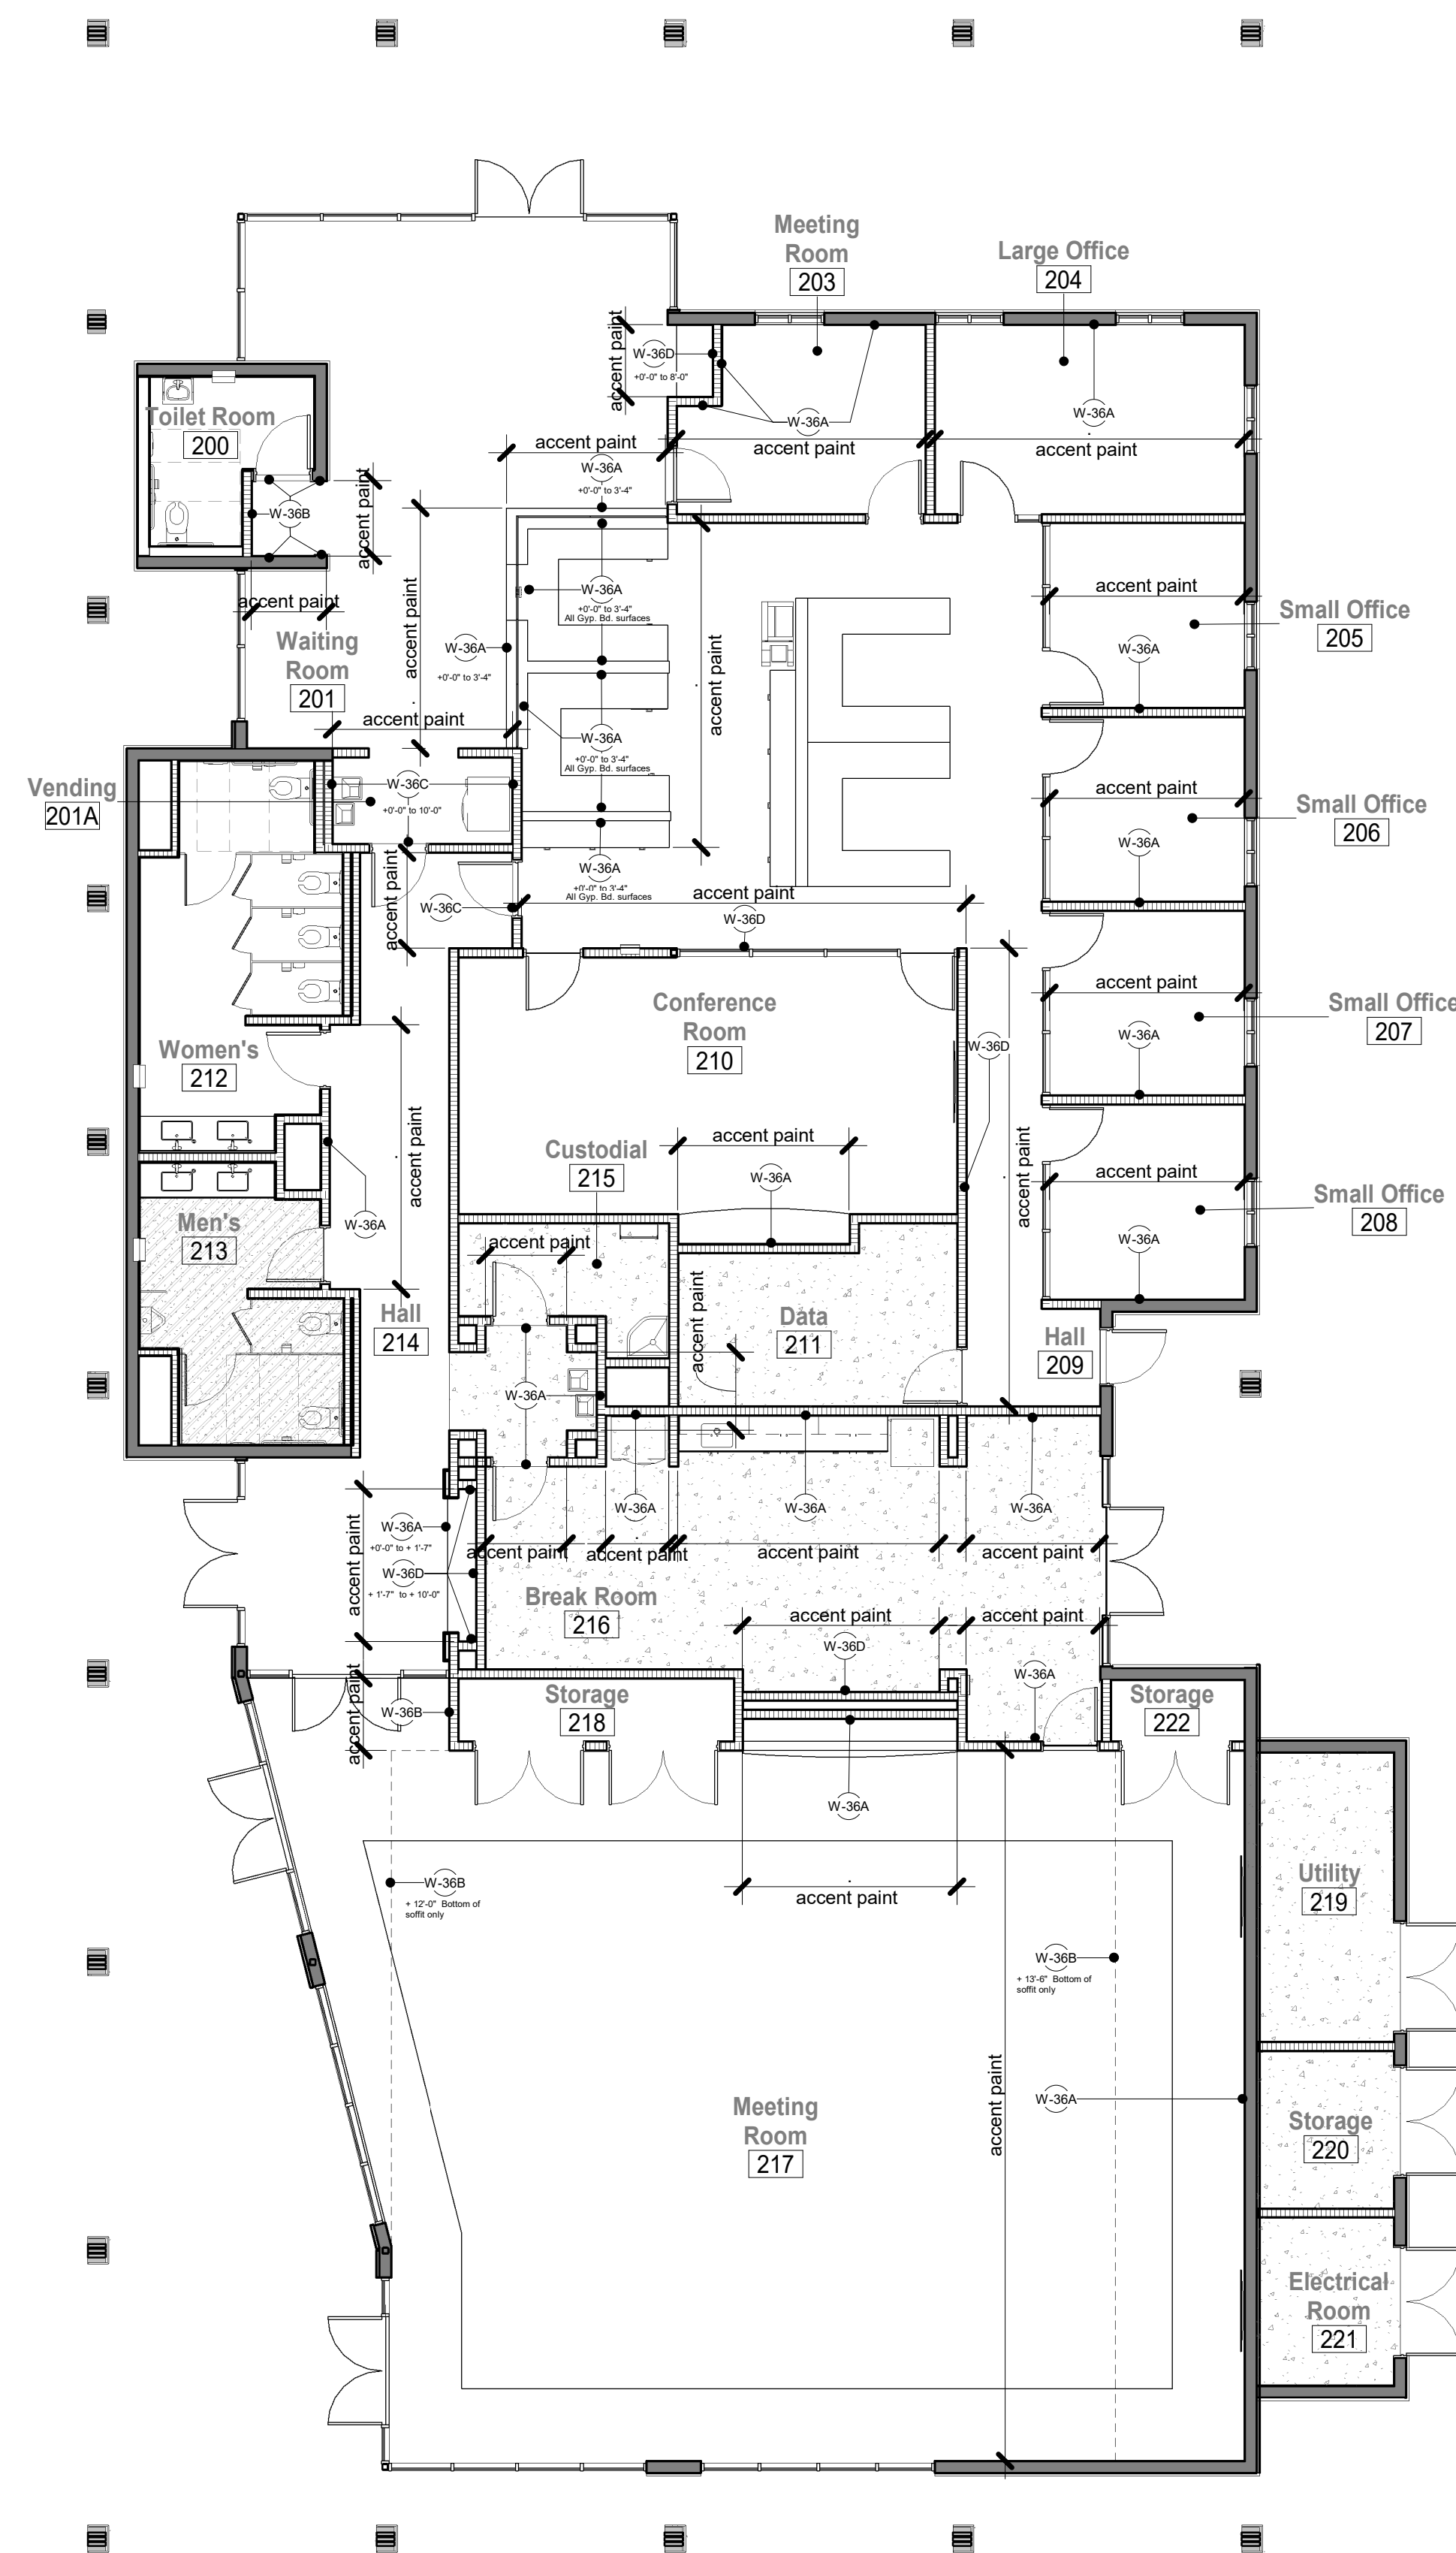 Meeting
Room
203
Large Office
204
accent paint
W-36D
+0'-0" to 8'-0"
Toilet Room
200
W-36A
W-36A
accent paint
accent paint
accent paint
W-36A
+0'-0" to 3'-4"
accent paint
W-36B
accent paint
accent paint
accent paint
W-36A
+0'-0" to 3'-4"
All Gyp. Bd. surfaces
accent paint
Small Office
205
Waiting
Room
201
W-36A
+0'-0" to 3'-4"
W-36A
accent paint
accent paint
W-36A
+0'-0" to 3'-4"
All Gyp. Bd. surfaces
Vending
201A
W-36C
+0'-0" to 10'-0"
accent paint
Small Office
206
W-36A
W-36A
+0'-0" to 3'-4"
All Gyp. Bd. surfaces
accent paint
W-36C
accent paint
W-36D
Conference
Room
210
accent paint
Small Office
207
Women's
212
W-36D
W-36A
accent paint
accent paint
W-36A
Custodial
215
accent paint
accent paint
Small Office
208
Men's
213
W-36A
accent paint
W-36A
Hall
214
accent paint
Data
211
Hall
209
W-36A
W-36A
W-36A
W-36A
accent paint
W-36A
+0'-0" to + 1'-7"
W-36D
+ 1'-7" to + 10'-0"
accent paint
accent paint
accent paint
accent paint
Break Room
216
accent paint
accent paint
W-36D
W-36A
accent paint
W-36B
Storage
218
Storage
222
W-36A
W-36B
+ 12'-0" Bottom of
soffit only
accent paint
Utility
219
W-36B
+ 13'-6" Bottom of
soffit only
accent paint
W-36A
Meeting
Room
217
Storage
220
Electrical
Room
221